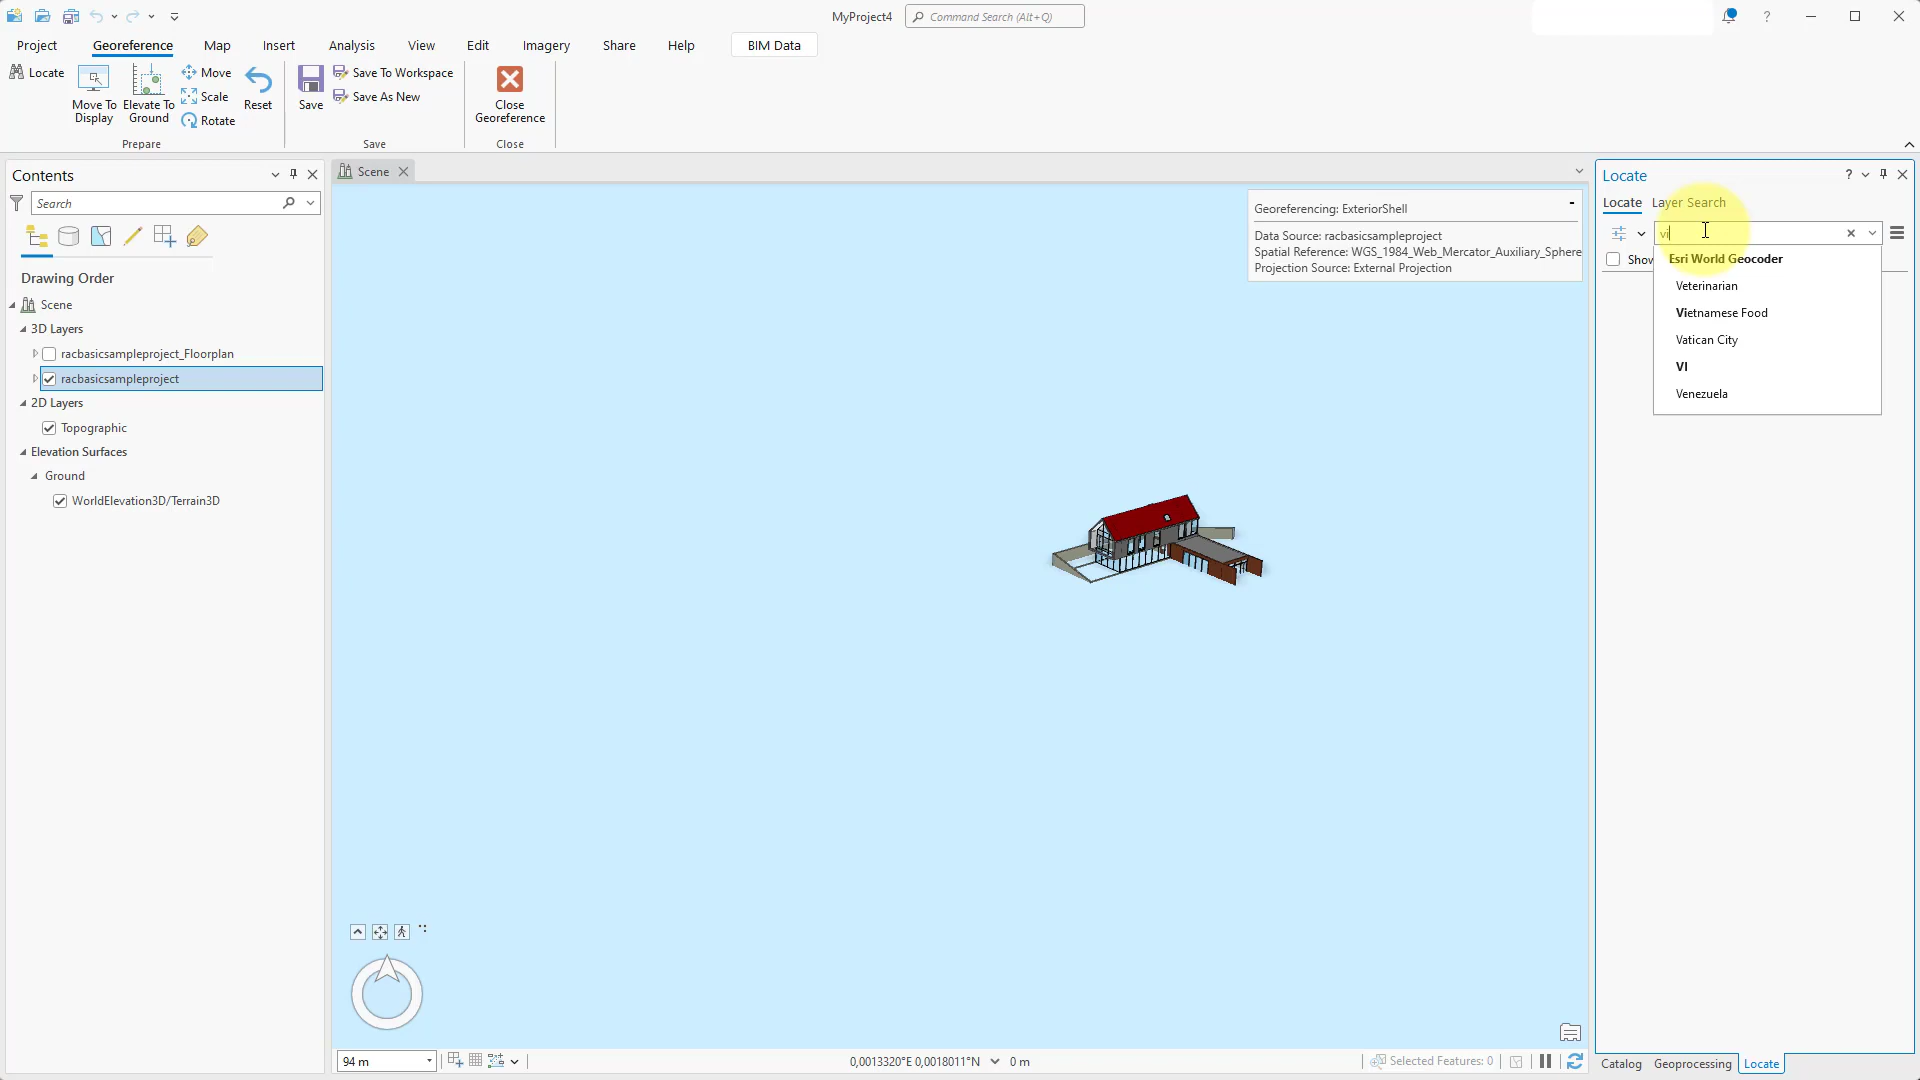 MyProject4
Command Search (Alt+Q)
Project
Georeference
Map
Insert
Analysis
View
Edit
Imagery
Share
Help
BIM Data
Locate
Move To
Display
Elevate To
Ground
Move
Scale
Rotate
Reset
Prepare
Save
Save To Workspace
Save As New
Save
Close
Georeference
Close
Contents
Search
Drawing Order
Scene
3D Layers
racbasicsampleproject_Floorplan
racbasicsampleproject
2D Layers
Topographic
Elevation Surfaces
Ground
WorldElevation3D/Terrain3D
Scene
Georeferencing: ExteriorShell
Data Source: racbasicsampleproject
Spatial Reference: WGS_1984_Web_Mercator_Auxiliary_Sphere
Projection Source: External Projection
94 m
0,0013320°E 0,0018011°N
0 m
Selected Features: 0
Locate
Locate
Layer Search
vi
Show
Esri World Geocoder
Veterinarian
Vietnamese Food
Vatican City
VI
Venezuela
Catalog
Geoprocessing
Locate